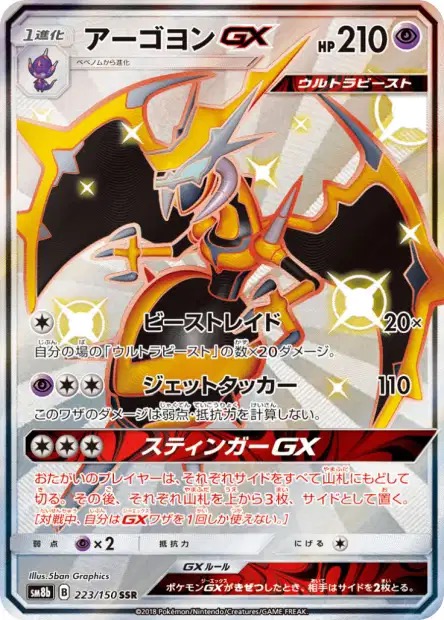 1進化
アーゴヨンGX
HP210
ベベノムから進化
ウルトラビースト
ビーストレイド 20×
自分の場の「ウルトラビースト」の数×20ダメージ。
ジェットタッカー 110
このワザのダメージは弱点・抵抗力を計算しない。
スティンガーGX
おたがいのプレイヤーは、それぞれサイドをすべて山札にもどして
切る。その後、それぞれ山札を上から3枚、サイドとして置く。
[対戦中、自分はGXワザを1回しか使えない。]
弱点 ×2 抵抗力 にげる
Illus. 5ban Graphics
GXルール
ポケモンGXがきぜつしたとき、相手はサイドを2枚とる。
sm8b B 223/150 SSR
©2018 Pokémon/Nintendo/Creatures/GAME FREAK.